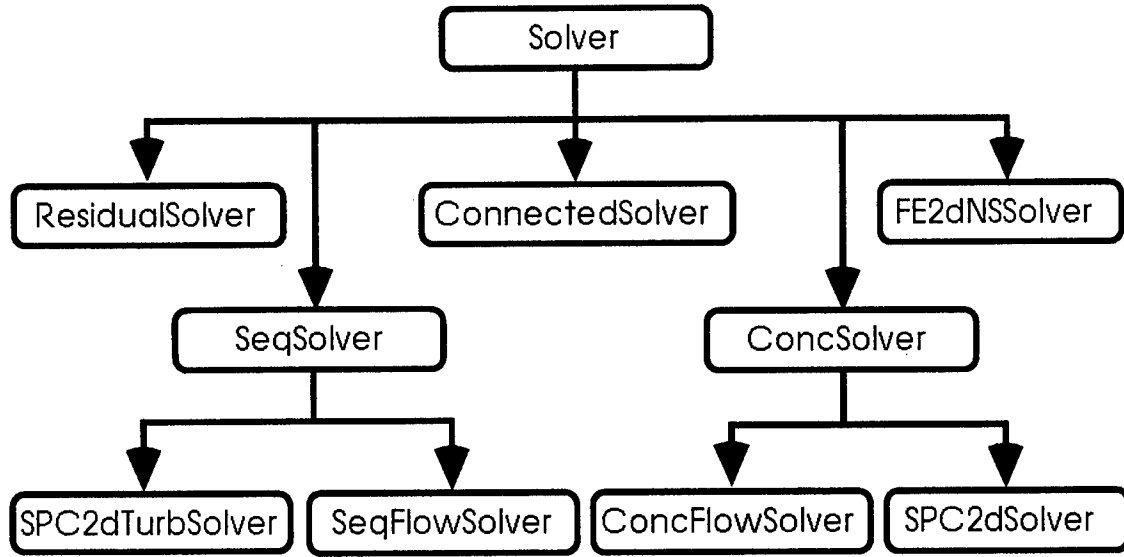 Solver
ResidualSolver
ConnectedSolver
FE2dNSSolver
SeqSolver
ConcSolver
SPC2dTurbSolver
SeqFlowSolver
ConcFlowSolver
SPC2dSolver